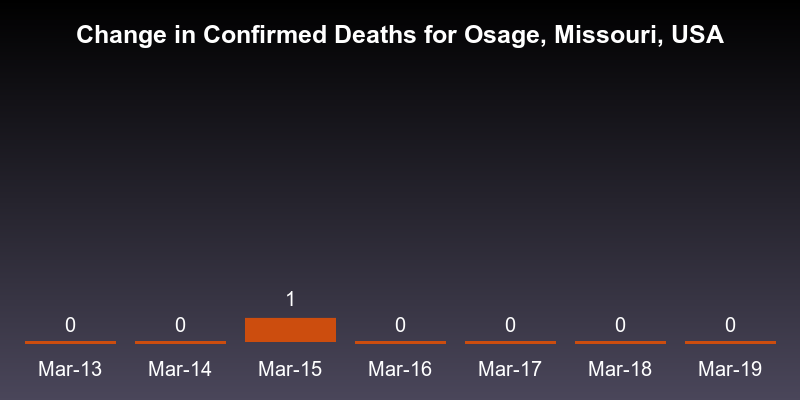 Change in Confirmed Deaths for Osage, Missouri, USA
0 0 1 0 0 0 0
Mar-13 Mar-14 Mar-15 Mar-16 Mar-17 Mar-18 Mar-19